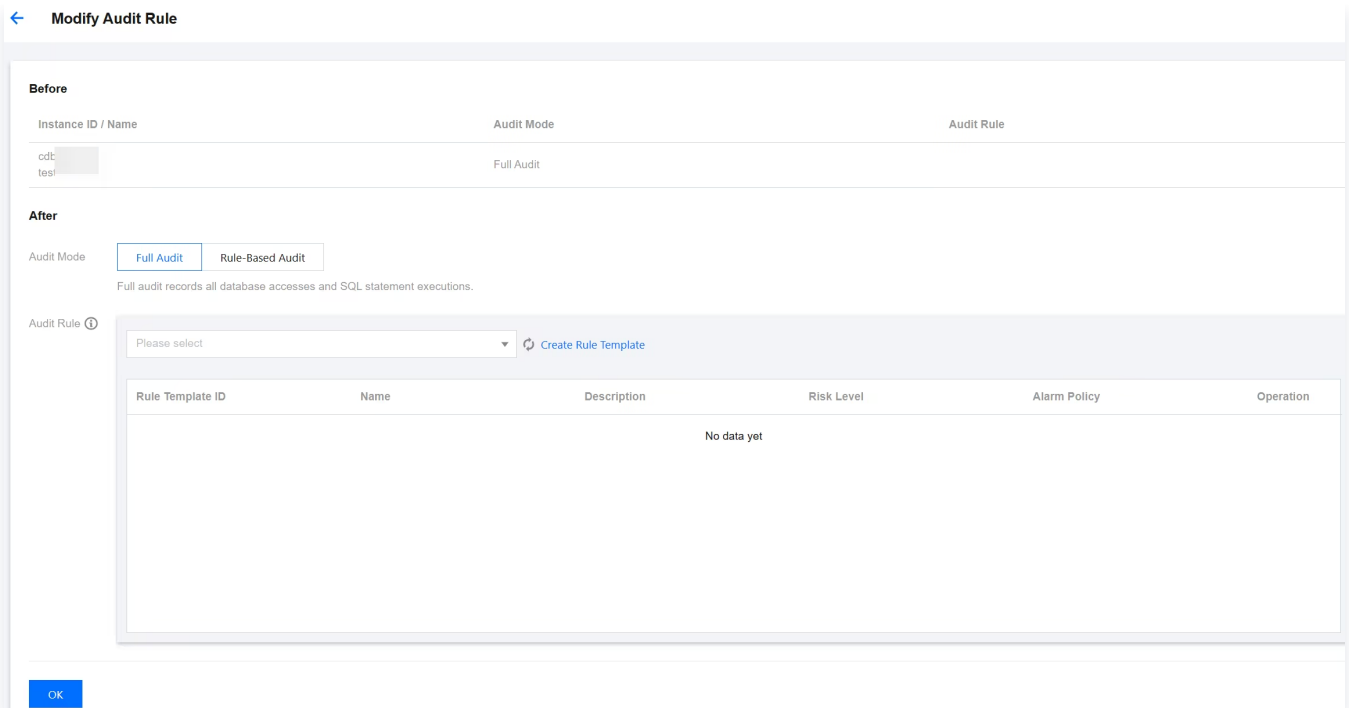 Modify Audit Rule
Before
Instance ID / Name Audit Mode Audit Rule
cdb
test
Full Audit
After
Audit Mode Full Audit Rule-Based Audit
Full audit records all database accesses and SQL statement executions.
Audit Rule
Please select Create Rule Template
Rule Template ID Name Description Risk Level Alarm Policy Operation
No data yet
OK